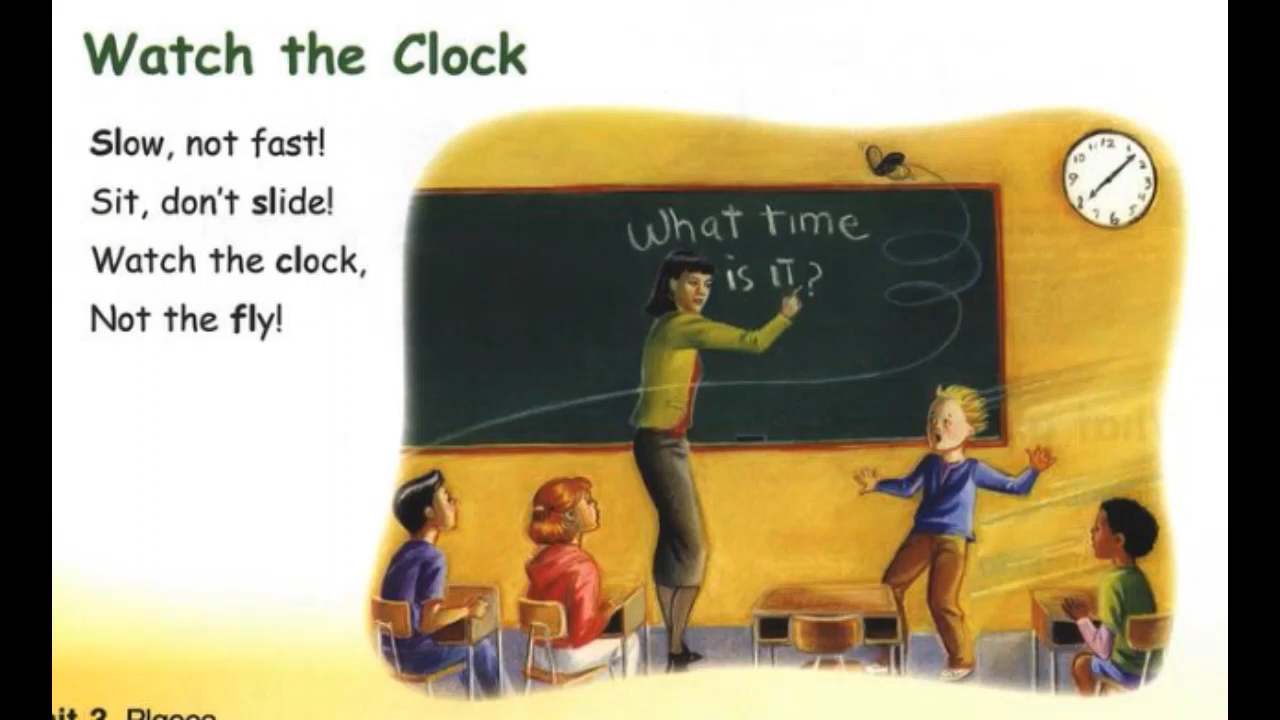 Watch the Clock
Slow, not fast!
Sit, don't slide!
Watch the clock,
Not the fly!
What time
is it?